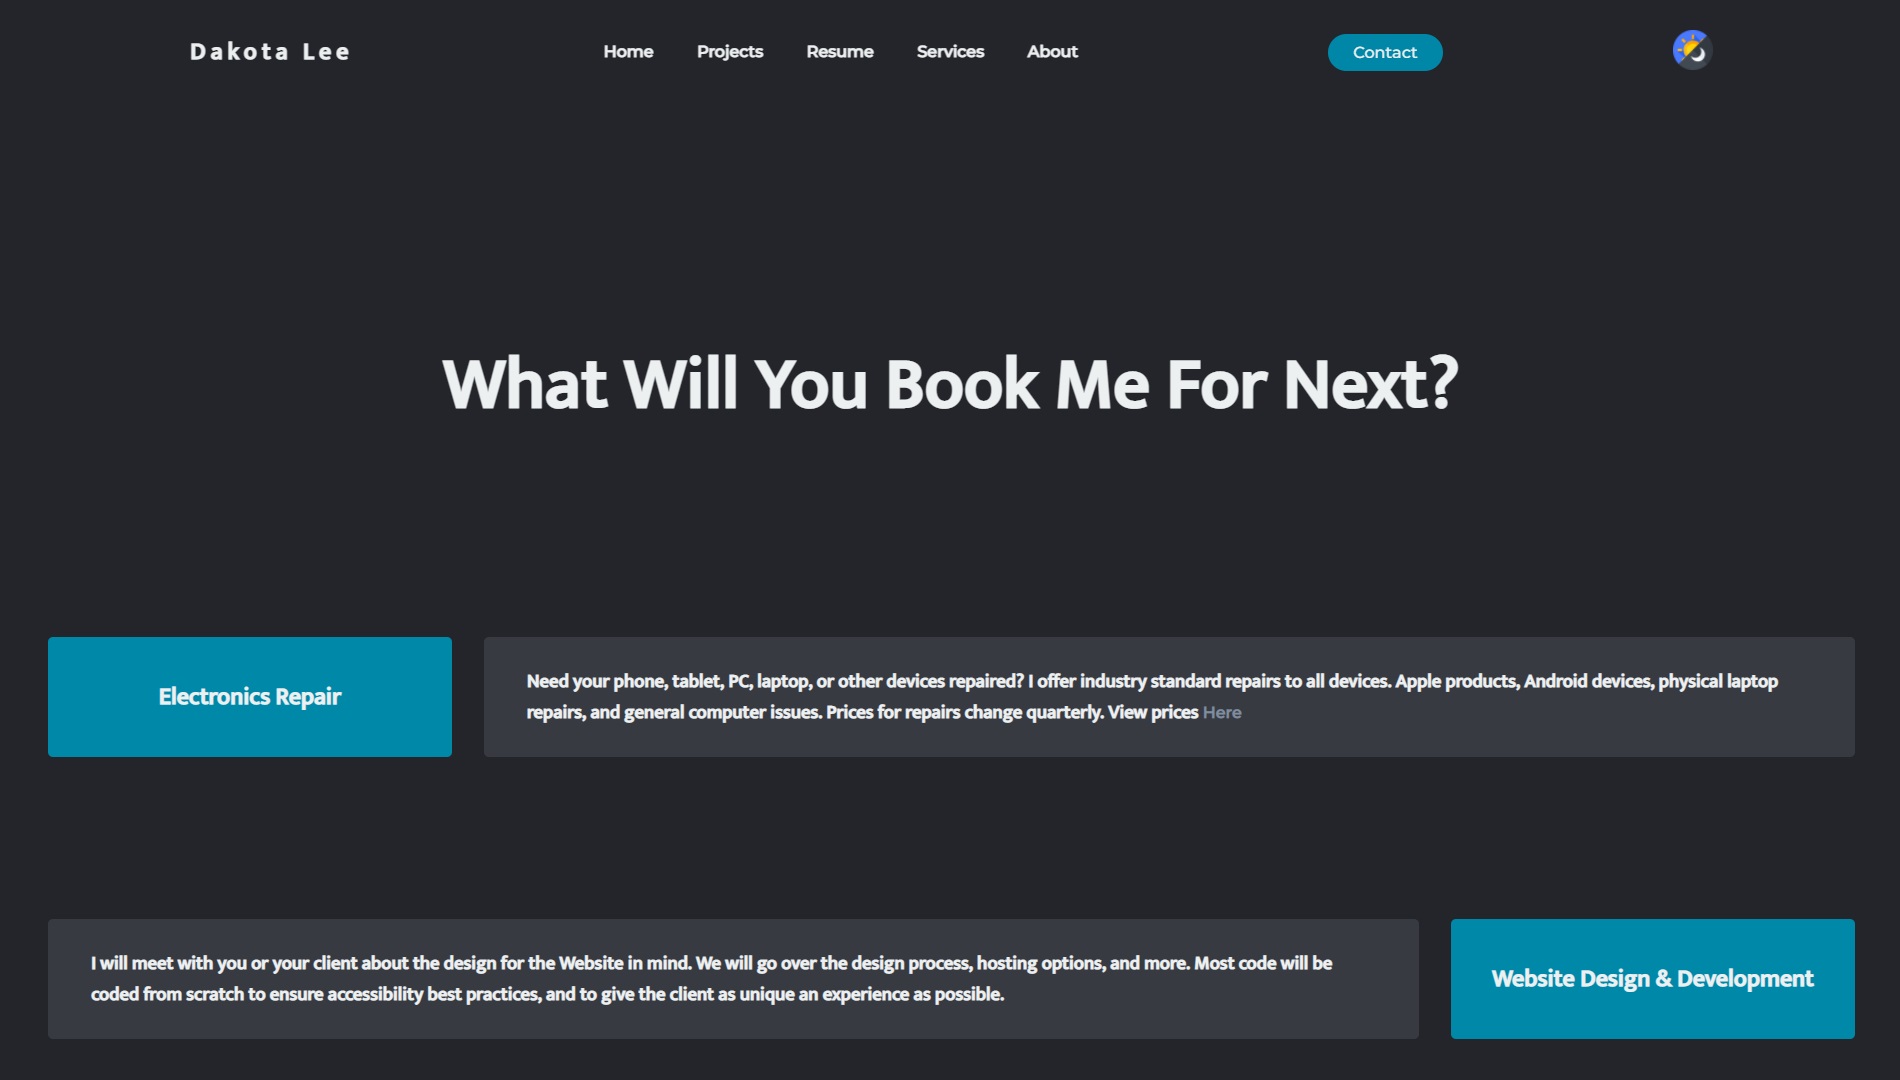 Dakota Lee
Home
Projects
Resume
Services
About
Contact
What Will You Book Me For Next?
Electronics Repair
Need your phone, tablet, PC, laptop, or other devices repaired? I offer industry standard repairs to all devices. Apple products, Android devices, physical laptop
repairs, and general computer issues. Prices for repairs change quarterly. View prices Here
I will meet with you or your client about the design for the Website in mind. We will go over the design process, hosting options, and more. Most code will be
coded from scratch to ensure accessibility best practices, and to give the client as unique an experience as possible.
Website Design & Development